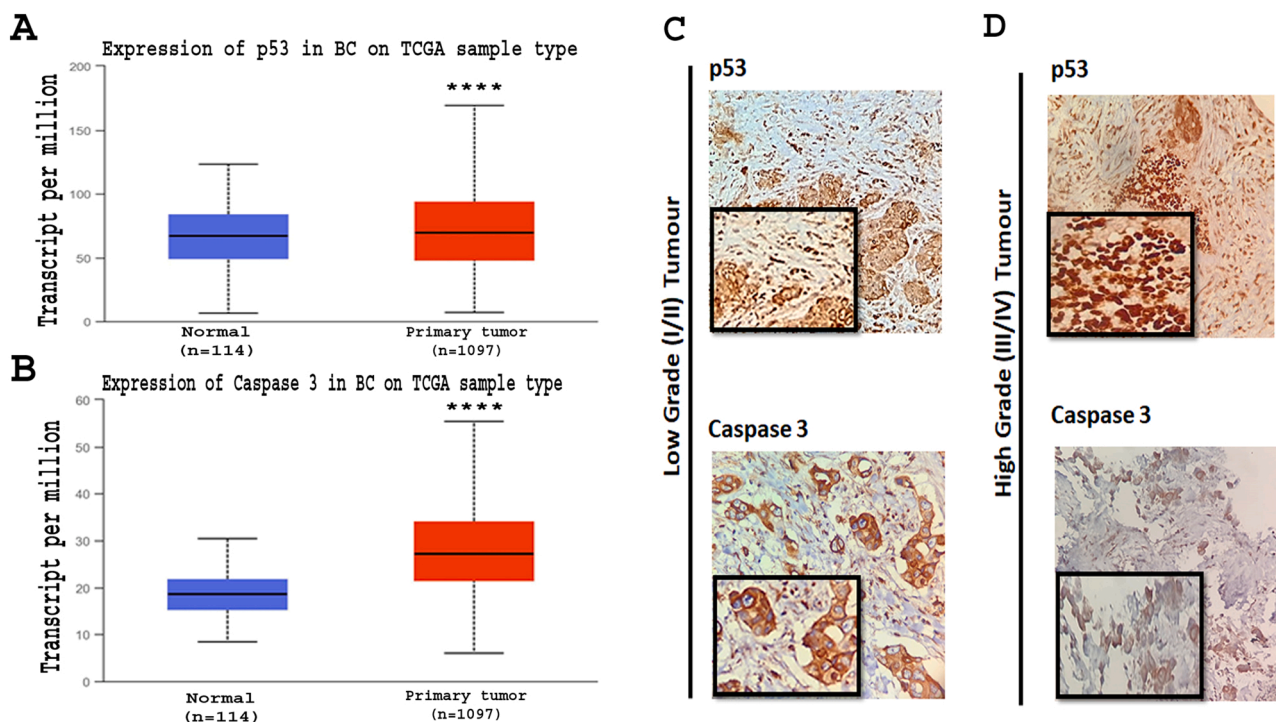 A
Expression of p53 in BC on TCGA sample type
****
Transcript per million
200
150
100
50
0
Normal
(n=114)
Primary tumor
(n=1097)
B
Expression of Caspase 3 in BC on TCGA sample type
****
Transcript per million
60
50
40
30
20
10
0
Normal
(n=114)
Primary tumor
(n=1097)
C
Low Grade (I/II) Tumour
p53
Caspase 3
D
High Grade (III/IV) Tumour
p53
Caspase 3